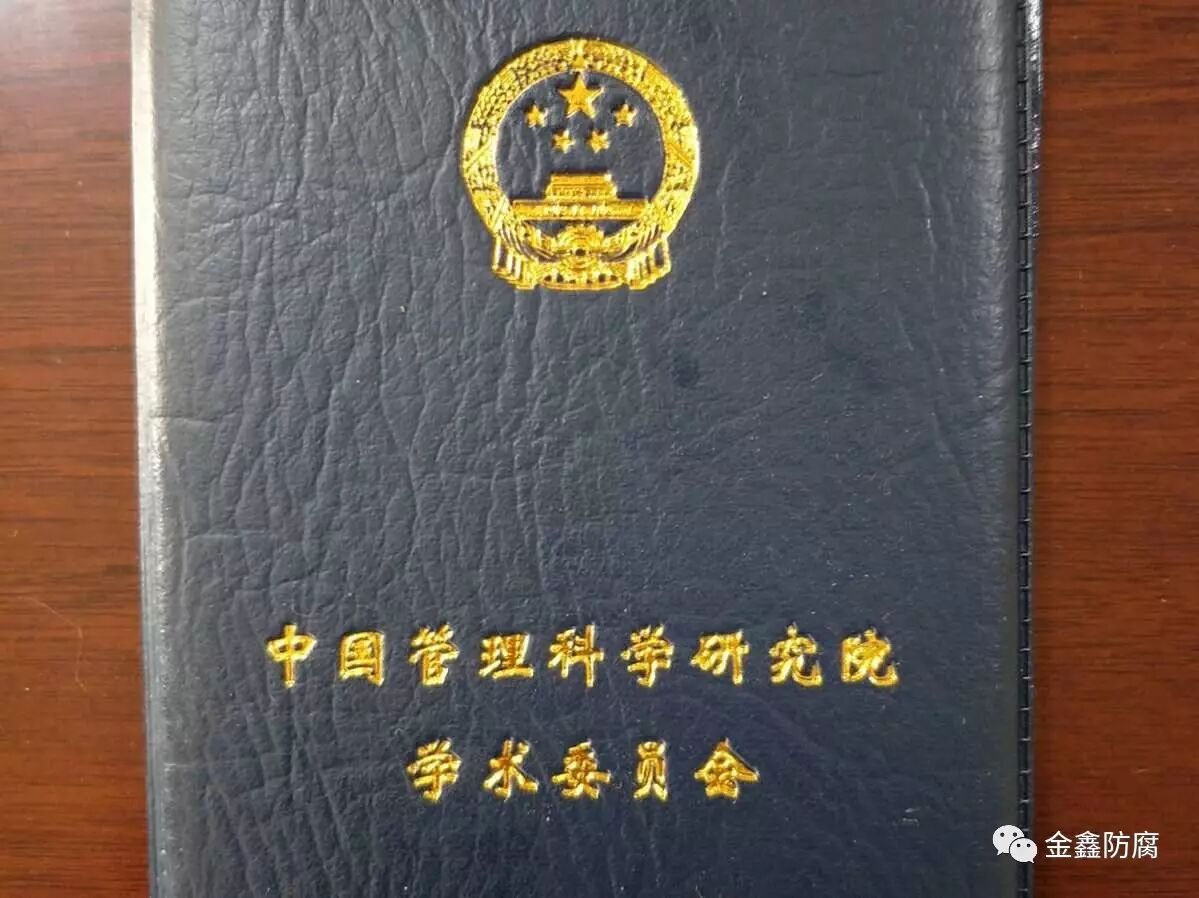 中国管理科学研究院
学术委员会
金鑫防腐